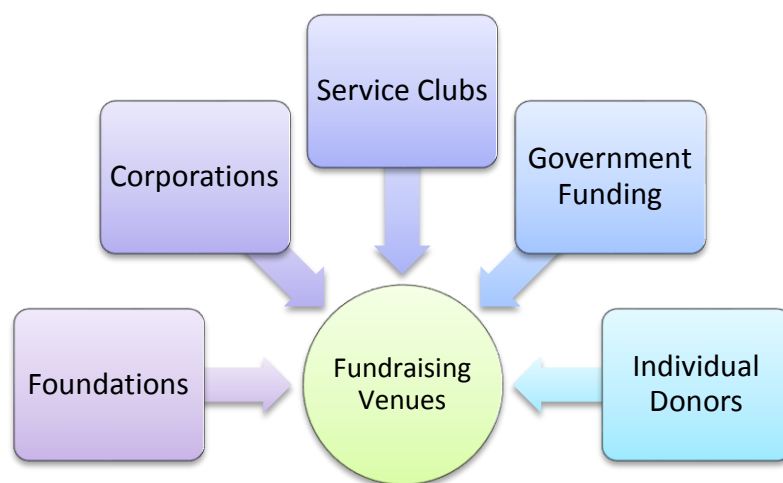 Service Clubs
Corporations
Government
Funding
Foundations
Fundraising
Venues
Individual
Donors